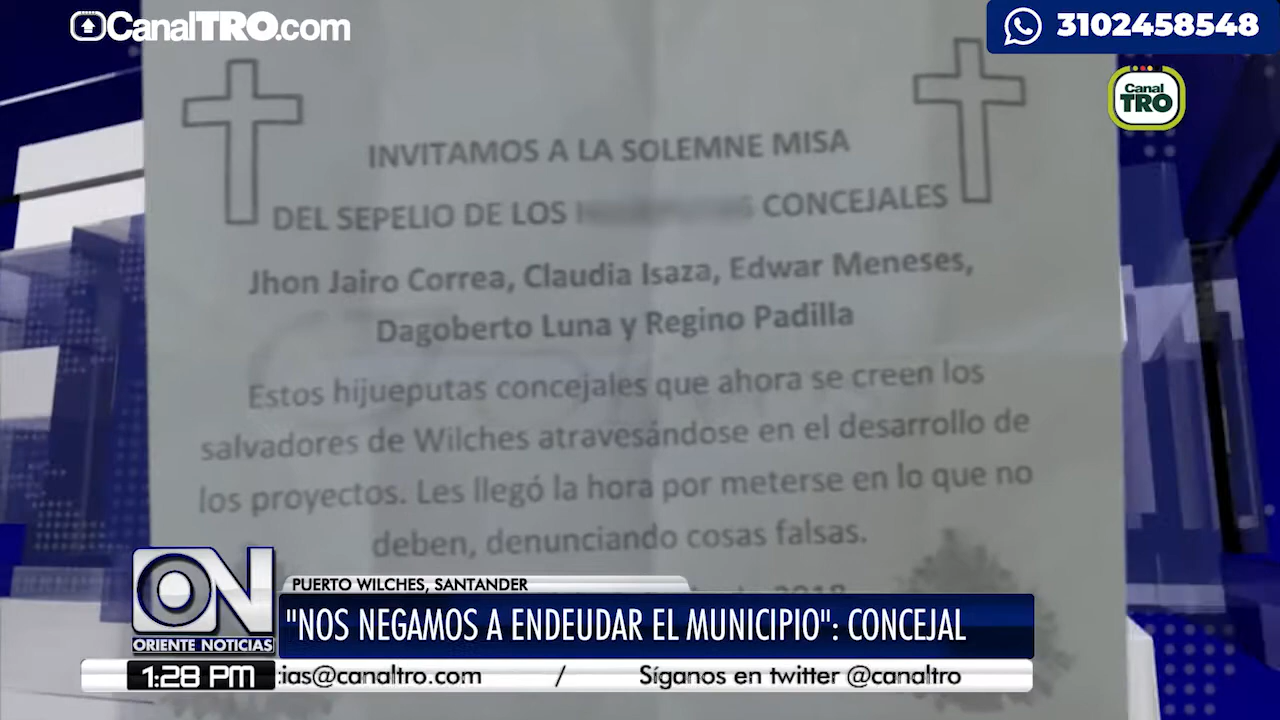 CanalTRO.com
3102458548
Canal
TRO
INVITAMOS A LA SOLEMNE MISA
DEL SEPELIO DE LOS CONCEJALES
Jhon Jairo Correa, Claudia Isaza, Edwar Meneses,
Dagoberto Luna y Regino Padilla
Estos hijueputas concejales que ahora se creen los
salvadores de Wilches atravesándose en el desarrollo de
los proyectos. Les llegó la hora por meterse en lo que no
deben, denunciando cosas falsas.
ON
ORIENTE NOTICIAS
PUERTO WILCHES, SANTANDER
"NOS NEGAMOS A ENDEUDAR EL MUNICIPIO": CONCEJAL
1:28 PM
cias@canaltro.com / Síganos en twitter @canaltro